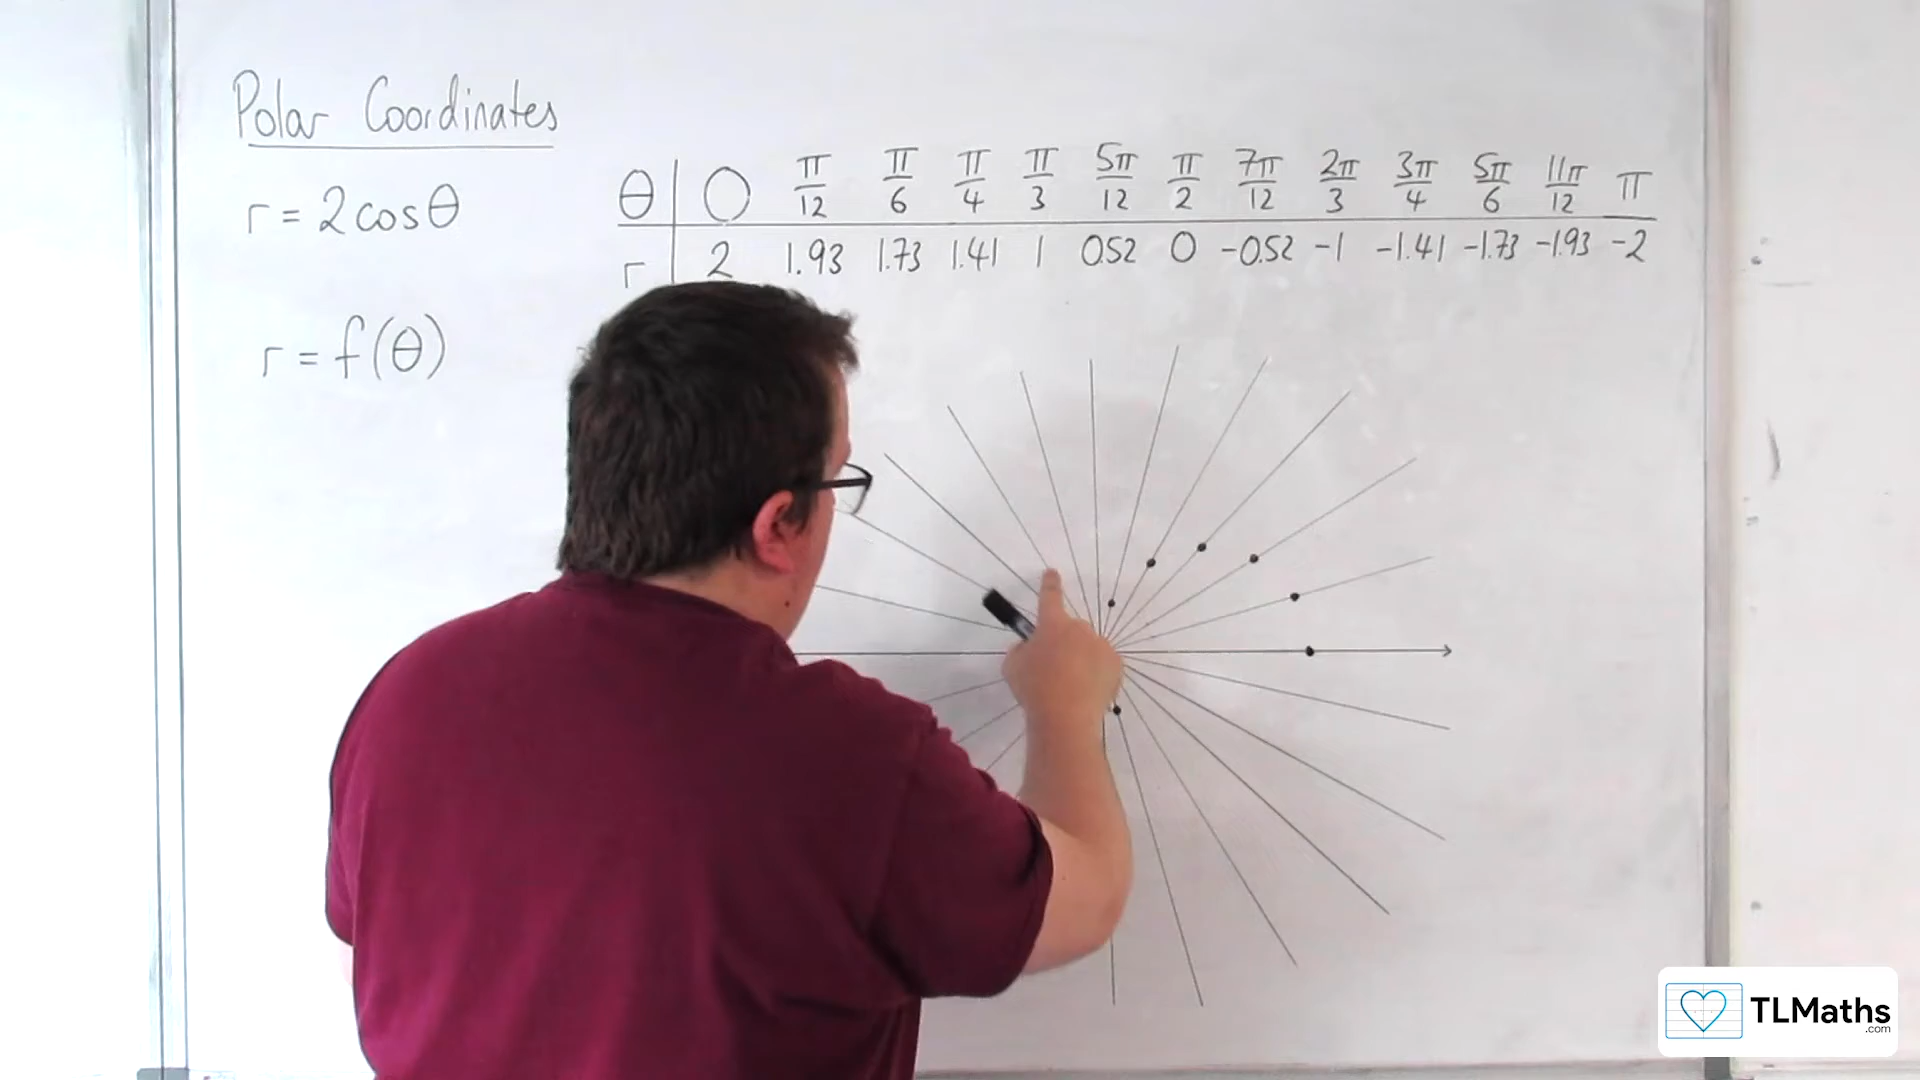 Polar Coordinates
r = 2cosθ
r = f(θ)
θ 0 π/12 π/6 π/4 π/3 5π/12 π/2 7π/12 2π/3 3π/4 5π/6 11π/12 π
r 2 1.93 1.73 1.41 1 0.52 0 -0.52 -1 -1.41 -1.73 -1.93 -2
TLMaths
.com